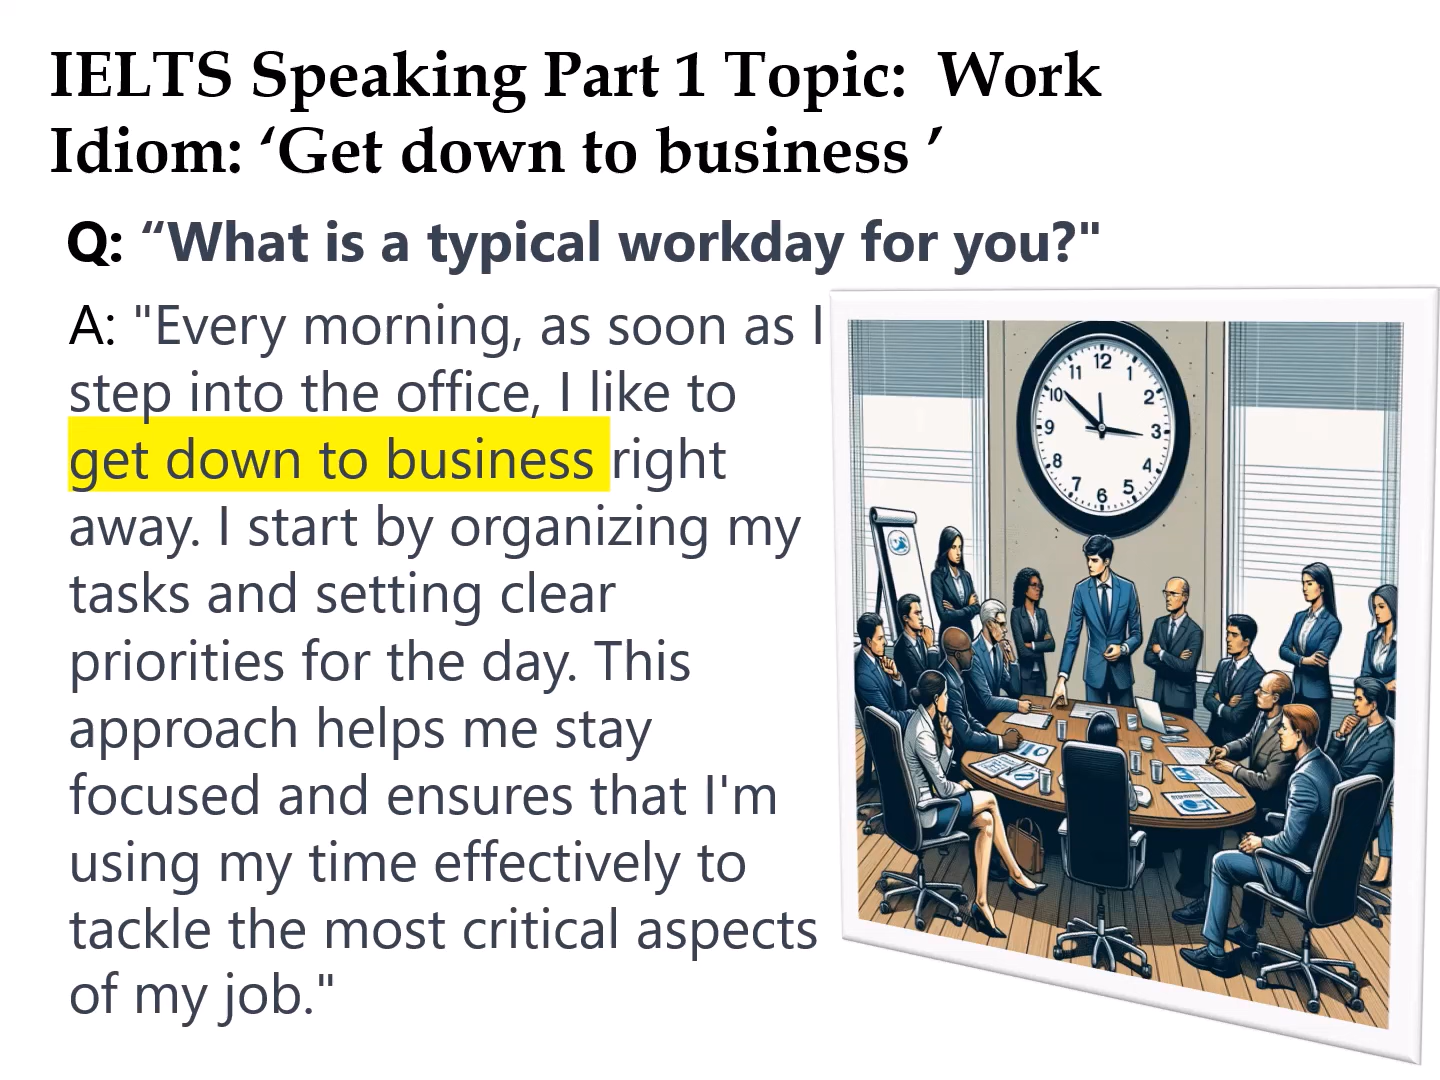 IELTS Speaking Part 1 Topic:  Work
Idiom: ‘Get down to business ’
Q: “What is a typical workday for you?"
A: "Every morning, as soon as I
step into the office, I like to
get down to business right
away. I start by organizing my
tasks and setting clear
priorities for the day. This
approach helps me stay
focused and ensures that I'm
using my time effectively to
tackle the most critical aspects
of my job."
12
11 1
10 2
9 3
8 4
7 5
6